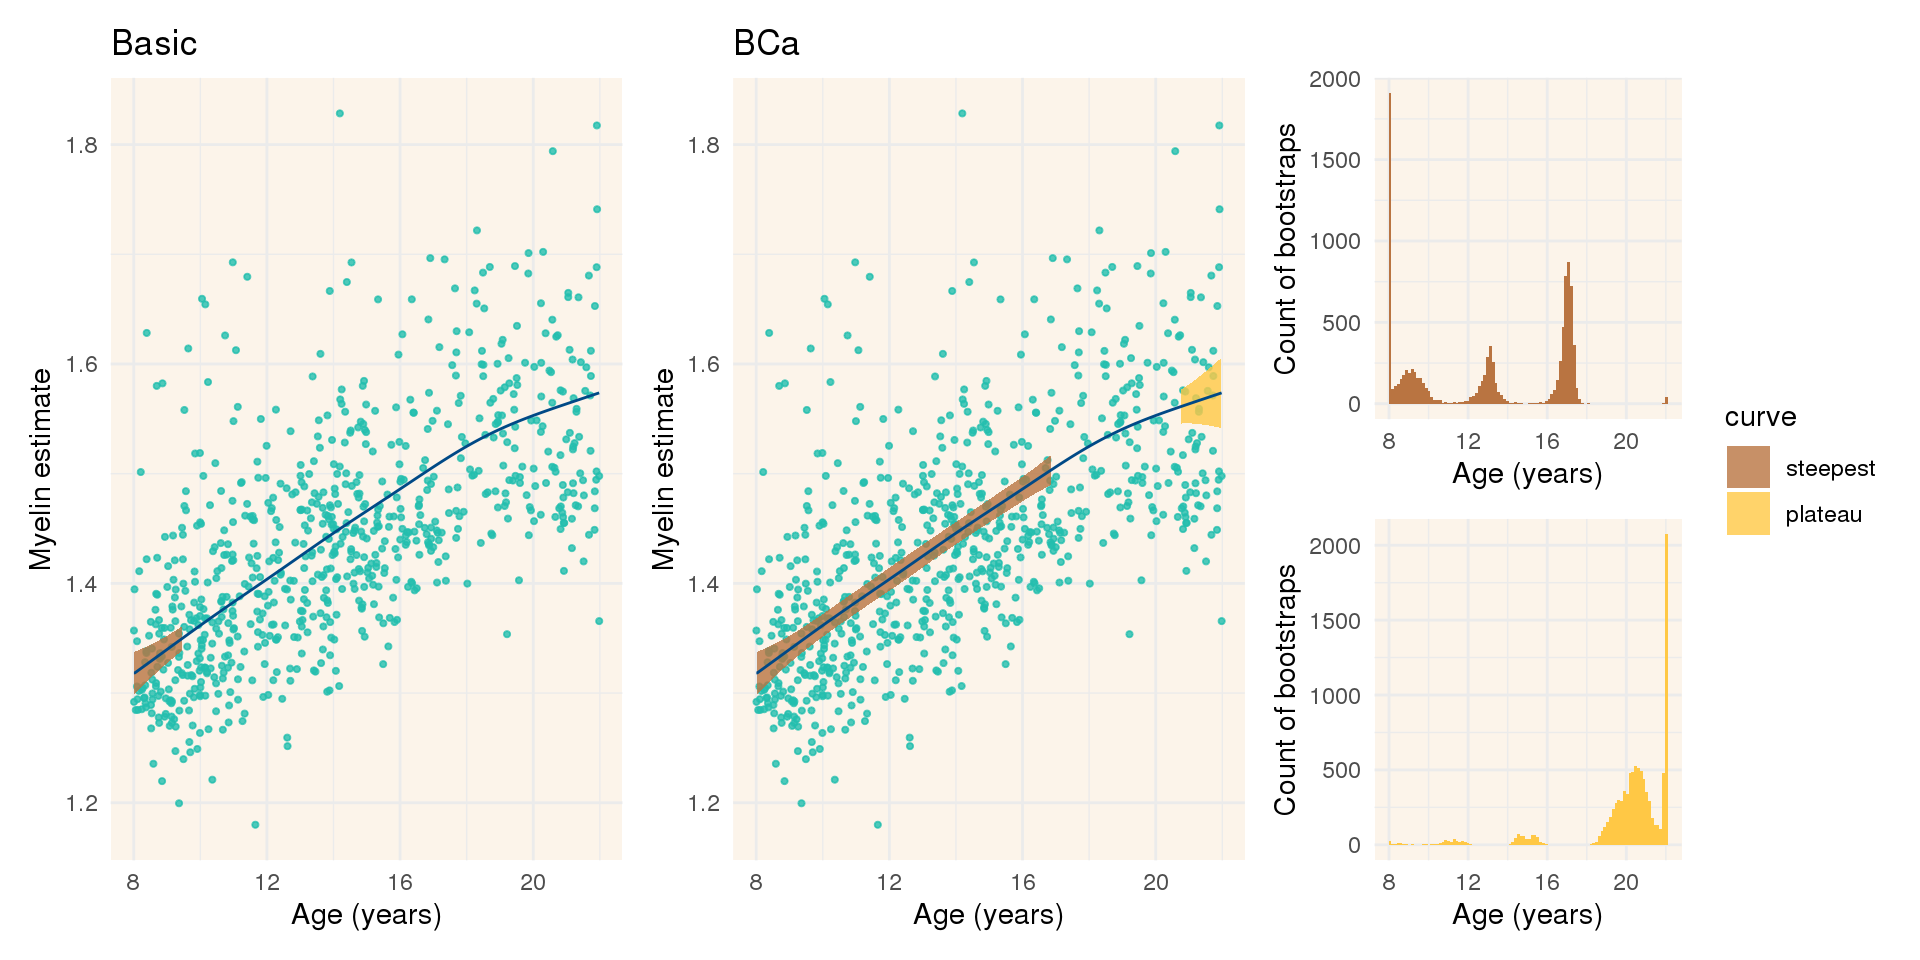 Basic
Myelin estimate
1.8
1.6
1.4
1.2
8 12 16 20
Age (years)
BCa
Myelin estimate
1.8
1.6
1.4
1.2
8 12 16 20
Age (years)
Count of bootstraps
2000
1500
1000
500
0
8 12 16 20
Age (years)
Count of bootstraps
2000
1500
1000
500
0
8 12 16 20
Age (years)
curve
steepest
plateau